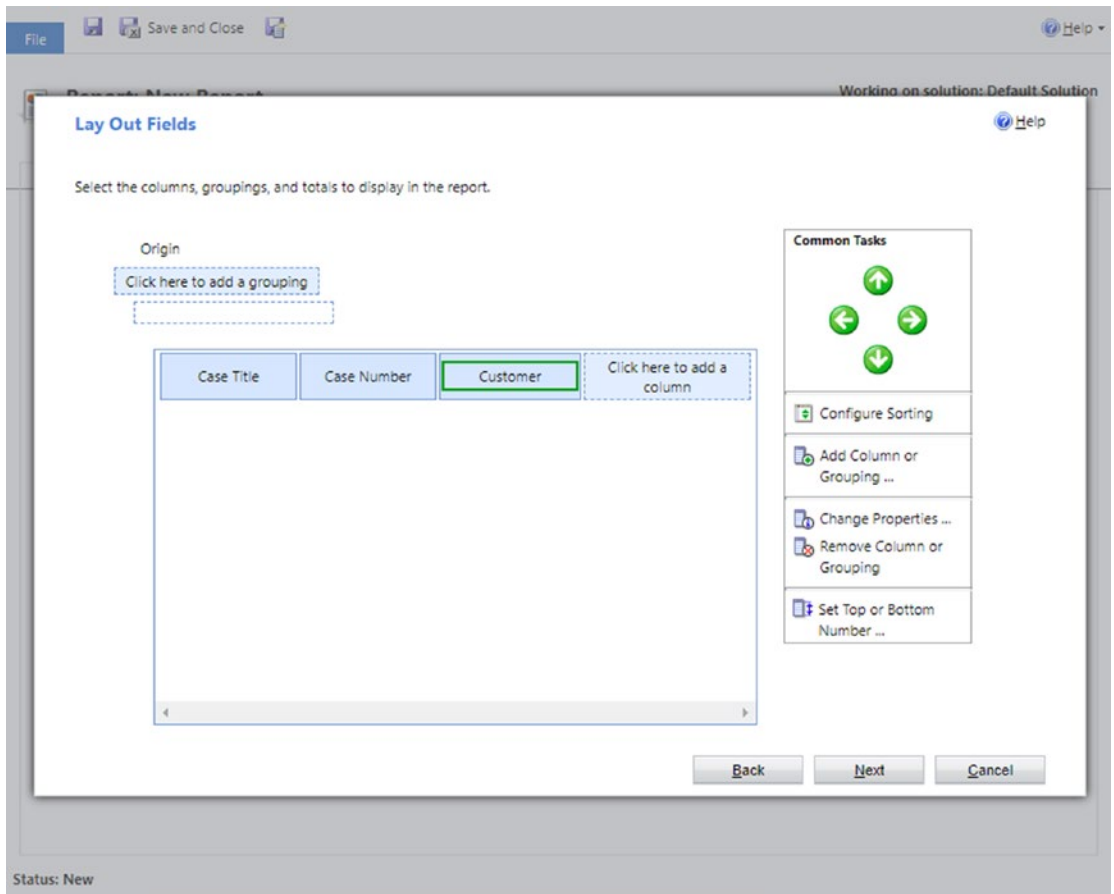 File
Save and Close
Help
Report: New Report
Working on solution: Default Solution
Lay Out Fields
Help
Select the columns, groupings, and totals to display in the report.
Origin
Click here to add a grouping
Case Title
Case Number
Customer
Click here to add a
column
Common Tasks
Configure Sorting
Add Column or
Grouping ...
Change Properties ...
Remove Column or
Grouping
Set Top or Bottom
Number ...
Back
Next
Cancel
Status: New